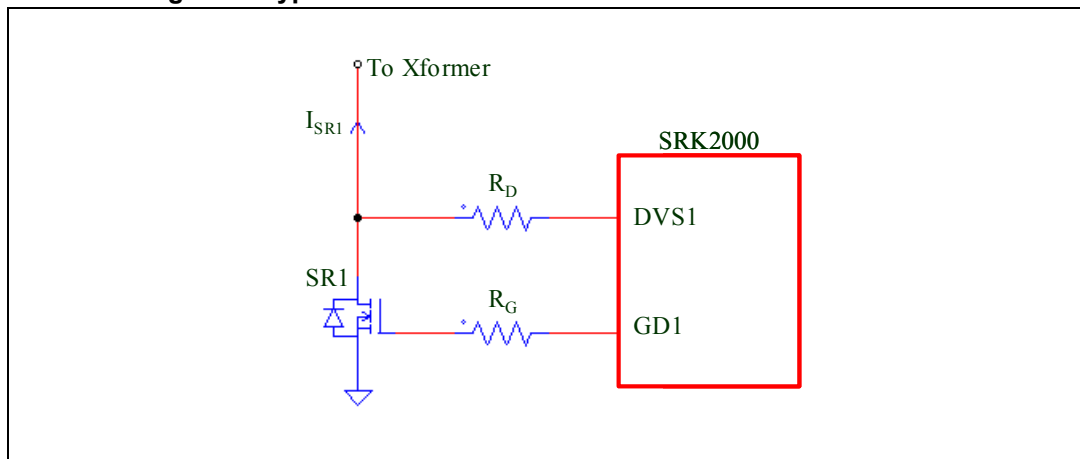 To Xformer
I_SR1
SRK2000
R_D
DVS1
SR1
R_G
GD1